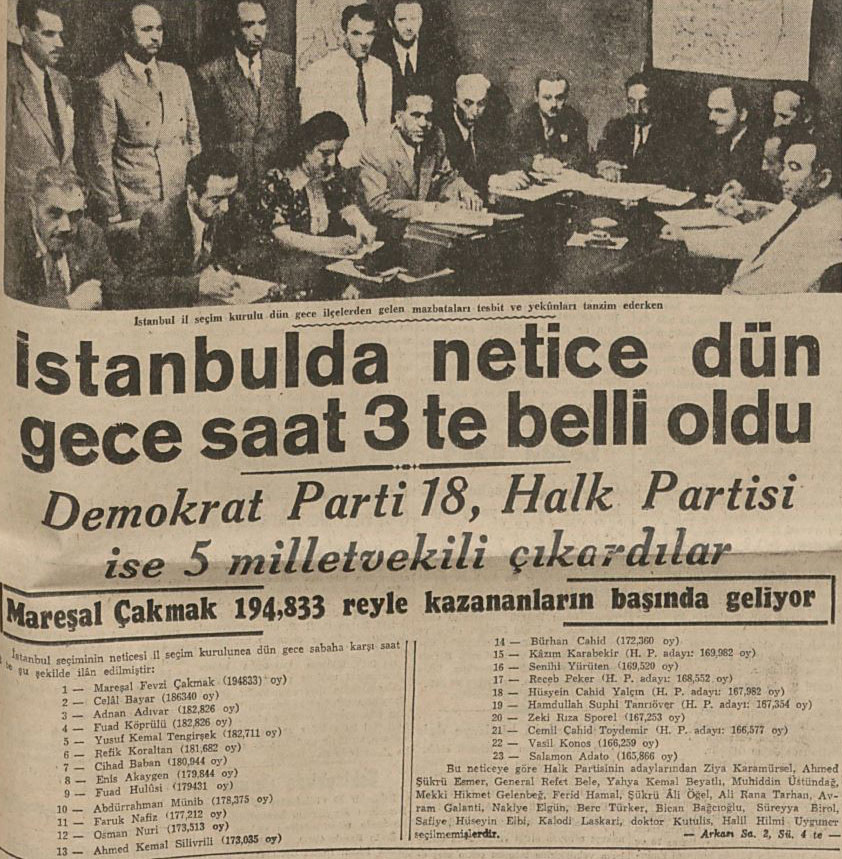 İstanbul il seçim kurulu dün gece ilçelerden gelen mazbataları tesbit ve yekûnları tanzim ederken
İstanbulda netice dün
gece saat 3 te belli oldu
Demokrat Parti 18, Halk Partisi
ise 5 milletvekili çıkardılar
Mareşal Çakmak 194,833 reyle kazananların başında geliyor
İstanbul seçiminin neticesi il seçim kurulunca dün gece sabaha karşı saat
şu şekilde ilân edilmiştir:
1 — Mareşal Fevzi Çakmak (194833) oy)
2 — Celâl Bayar (186340 oy)
3 — Adnan Adıvar (182,826 oy)
4 — Fuad Köprülü (182,826 oy)
5 — Yusuf Kemal Tengirşek (182,711 oy)
6 — Refik Koraltan (181,682 oy)
7 — Cihad Baban (180,944 oy)
8 — Enis Akaygen (179,844 oy)
9 — Fuad Hulûsi (179431 oy)
10 — Abdürrahman Münib (178,375 oy)
11 — Faruk Nafiz (177,212 oy)
12 — Osman Nuri (173,513 oy)
13 — Ahmed Kemal Silivrili (173,035 oy)
14 — Bürhan Cahid (172,360 oy)
15 — Kâzım Karabekir (H. P. adayı: 169,982 oy)
16 — Senihi Yürüten (169,520 oy)
17 — Receb Peker (H. P. adayı: 168,552 oy)
18 — Hüseyin Cahid Yalçın (H. P. adayı: 167,982 oy)
19 — Hamdullah Suphi Tanrıöver (H. P. adayı: 167,354 oy)
20 — Zeki Rıza Sporel (167,253 oy)
21 — Cemil Cahid Toydemir (H. P. adayı: 166,577 oy)
22 — Vasil Konos (166,259 oy)
23 — Salamon Adato (165,866 oy)
Bu neticeye göre Halk Partisinin adaylarından Ziya Karamürsel, Ahmed
Şükrü Esmer, General Refet Bele, Yahya Kemal Beyatlı, Muhiddin Üstündağ,
Mekki Hikmet Gelenbeğ, Ferid Hamal, Şükrü Âli Ögel, Ali Rana Tarhan, Av-
ram Galanti, Nakiye Elgün, Berc Türker, Bican Bağcıoğlu, Süreyya Birol,
Safiye Hüseyin Elbi, Kalodi Laskari, doktor Kutulis, Halil Hilmi Uyguner
seçilmemişlerdir. — Arkası Sa. 2, Sü. 4 te —